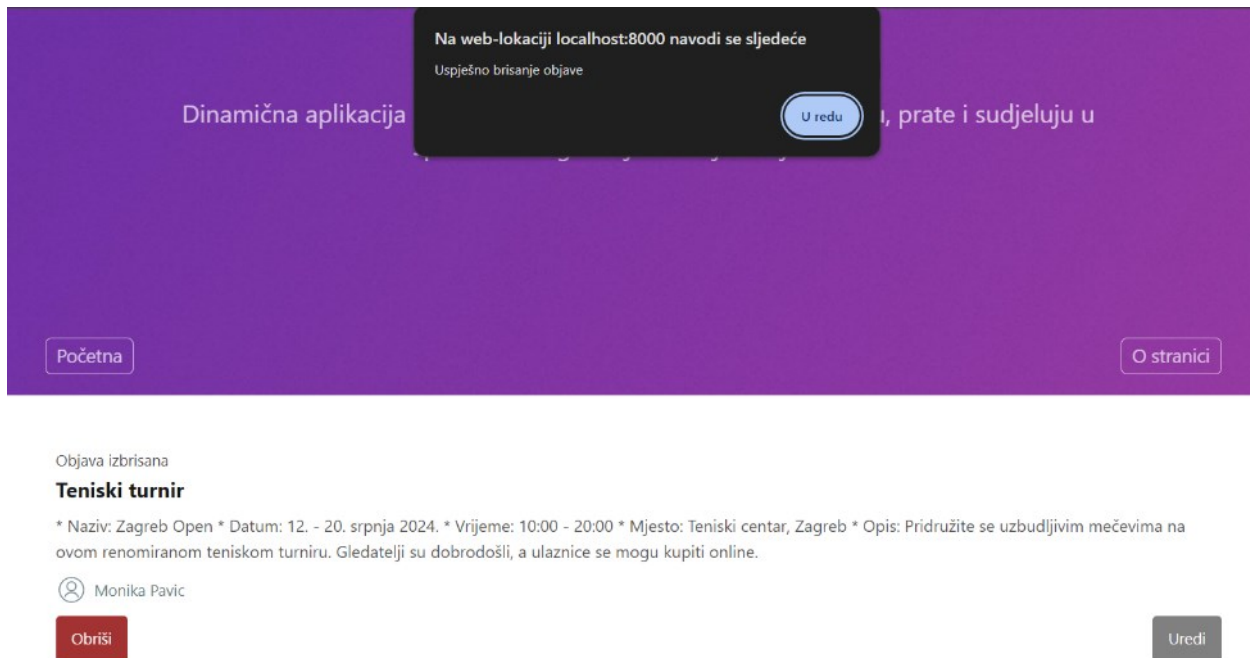 Na web-lokaciji localhost:8000 navodi se sljedeće
Uspješno brisanje objave
U redu
Dinamična aplikacija , prate i sudjeluju u
Početna
O stranici
Objava izbrisana
Teniski turnir
* Naziv: Zagreb Open * Datum: 12. - 20. srpnja 2024. * Vrijeme: 10:00 - 20:00 * Mjesto: Teniski centar, Zagreb * Opis: Pridružite se uzbudljivim mečevima na
ovom renomiranom teniskom turniru. Gledatelji su dobrodošli, a ulaznice se mogu kupiti online.
Monika Pavic
Obriši
Uredi